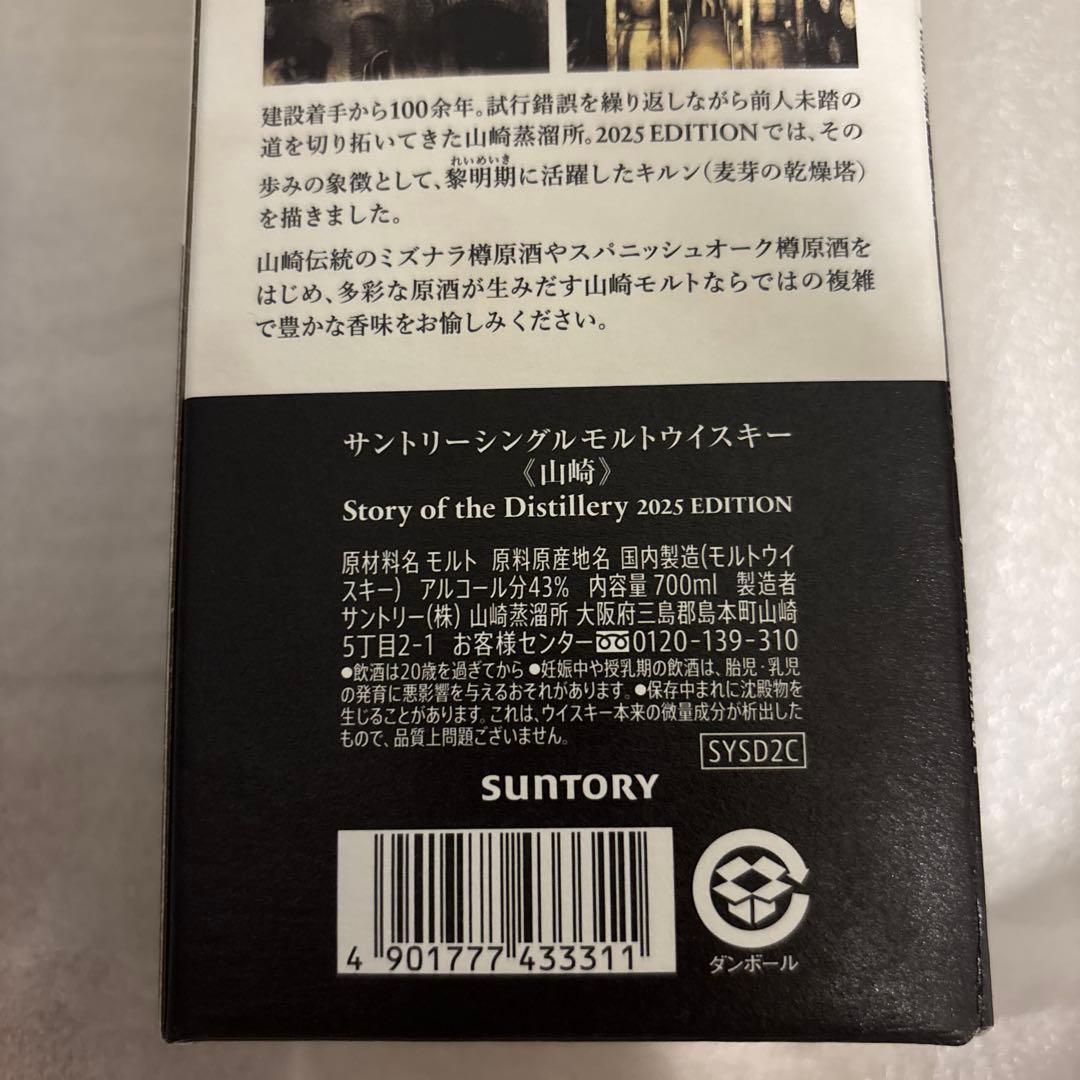 建設着手から100余年。試行錯誤を繰り返しながら前人未踏の
道を切り拓いてきた山崎蒸溜所。2025 EDITIONでは、その
れいめいき
歩みの象徴として、黎明期に活躍したキルン(麦芽の乾燥塔)
を描きました。
山崎伝統のミズナラ樽原酒やスパニッシュオーク樽原酒を
はじめ、多彩な原酒が生みだす山崎モルトならではの複雑
で豊かな香味をお愉しみください。
サントリーシングルモルトウイスキー
《山崎》
Story of the Distillery 2025 EDITION
原材料名 モルト 原料原産地名 国内製造(モルトウイ
スキー) アルコール分43% 内容量 700ml 製造者
サントリー(株) 山崎蒸溜所 大阪府三島郡島本町山崎
5丁目2-1 お客様センター 0120-139-310
●飲酒は20歳を過ぎてから ●妊娠中や授乳期の飲酒は、胎児・乳児
の発育に悪影響を与えるおそれがあります。●保存中まれに沈殿物を
生じることがあります。これは、ウイスキー本来の微量成分が析出した
もので、品質上問題ございません。
SYSD2C
SUNTORY
4 901777 433311
ダンボール